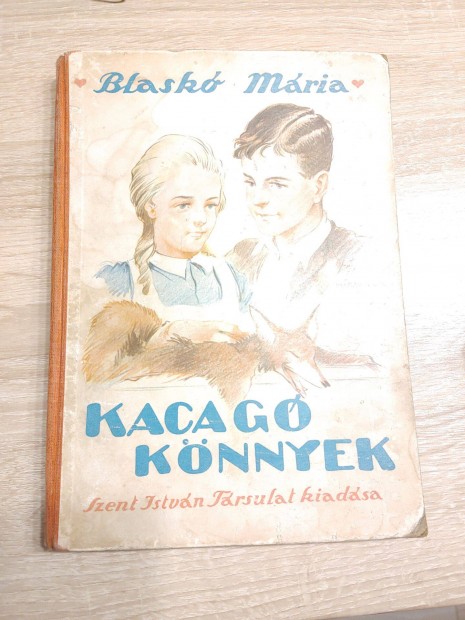 Blaskó Mária
KACAGÓ
KÖNNYEK
Szent István Társulat kiadása